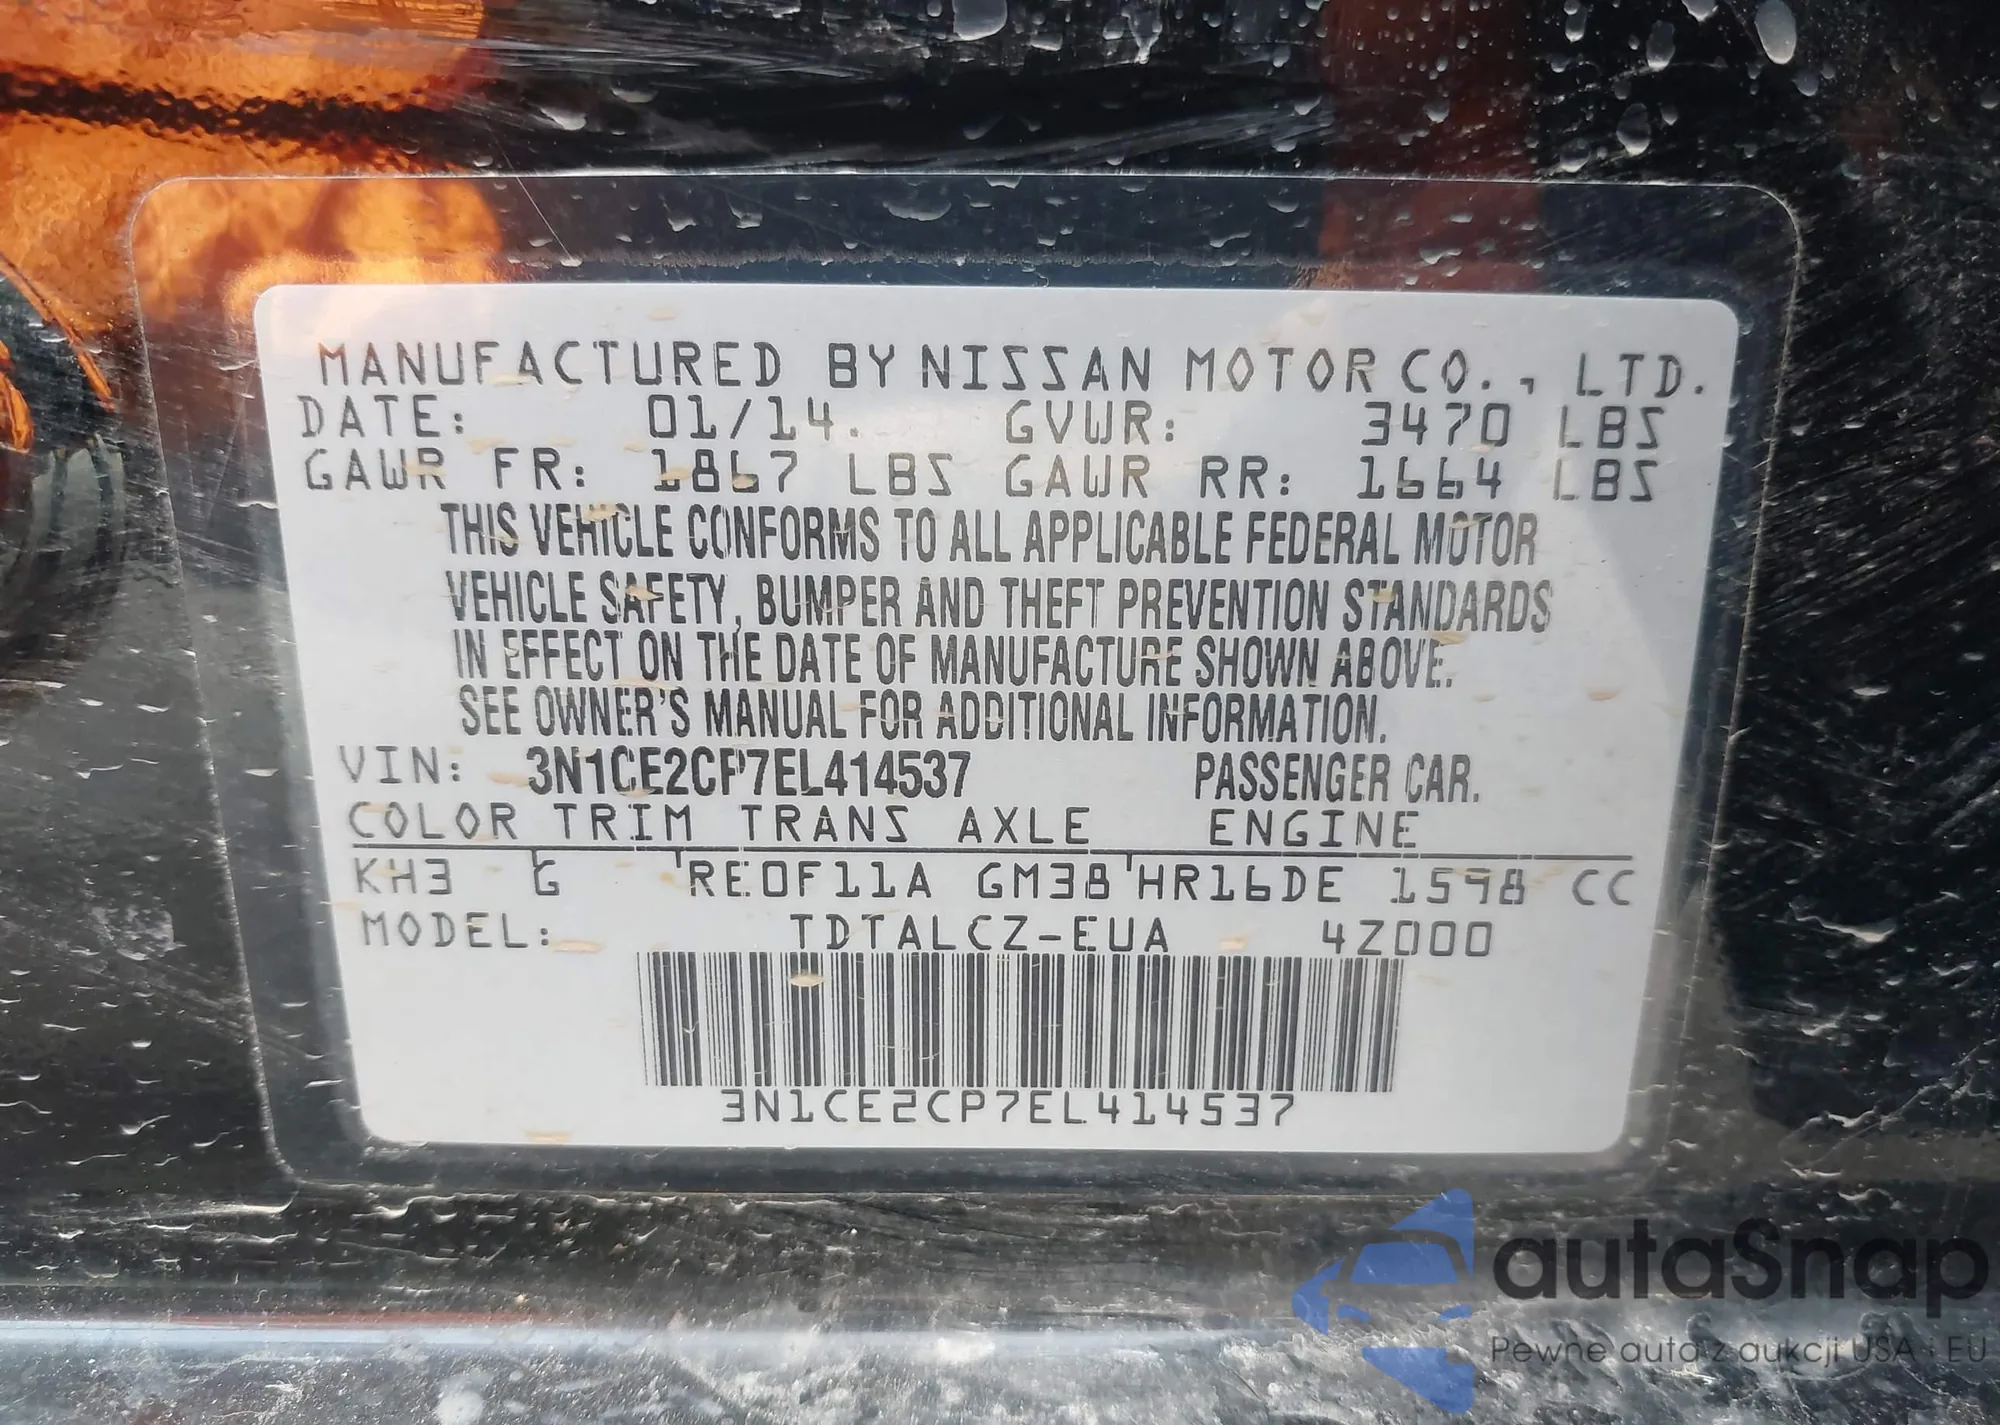 MANUFACTURED BY NISSAN MOTOR CO., LTD.
DATE: 01/14. GVWR: 3470 LBS
GAWR FR: 1867 LBS GAWR RR: 1664 LBS
THIS VEHICLE CONFORMS TO ALL APPLICABLE FEDERAL MOTOR
VEHICLE SAFETY, BUMPER AND THEFT PREVENTION STANDARDS
IN EFFECT ON THE DATE OF MANUFACTURE SHOWN ABOVE.
SEE OWNER'S MANUAL FOR ADDITIONAL INFORMATION.
VIN: 3N1CE2CP7EL414537 PASSENGER CAR.
COLOR TRIM TRANS AXLE ENGINE
KH3 G RE0F11A GM38 HR16DE 1598 CC
MODEL: TDTALCZ-EUA 4Z000
3N1CE2CP7EL414537
autaSnap
Pewne auta z aukcji USA i EU